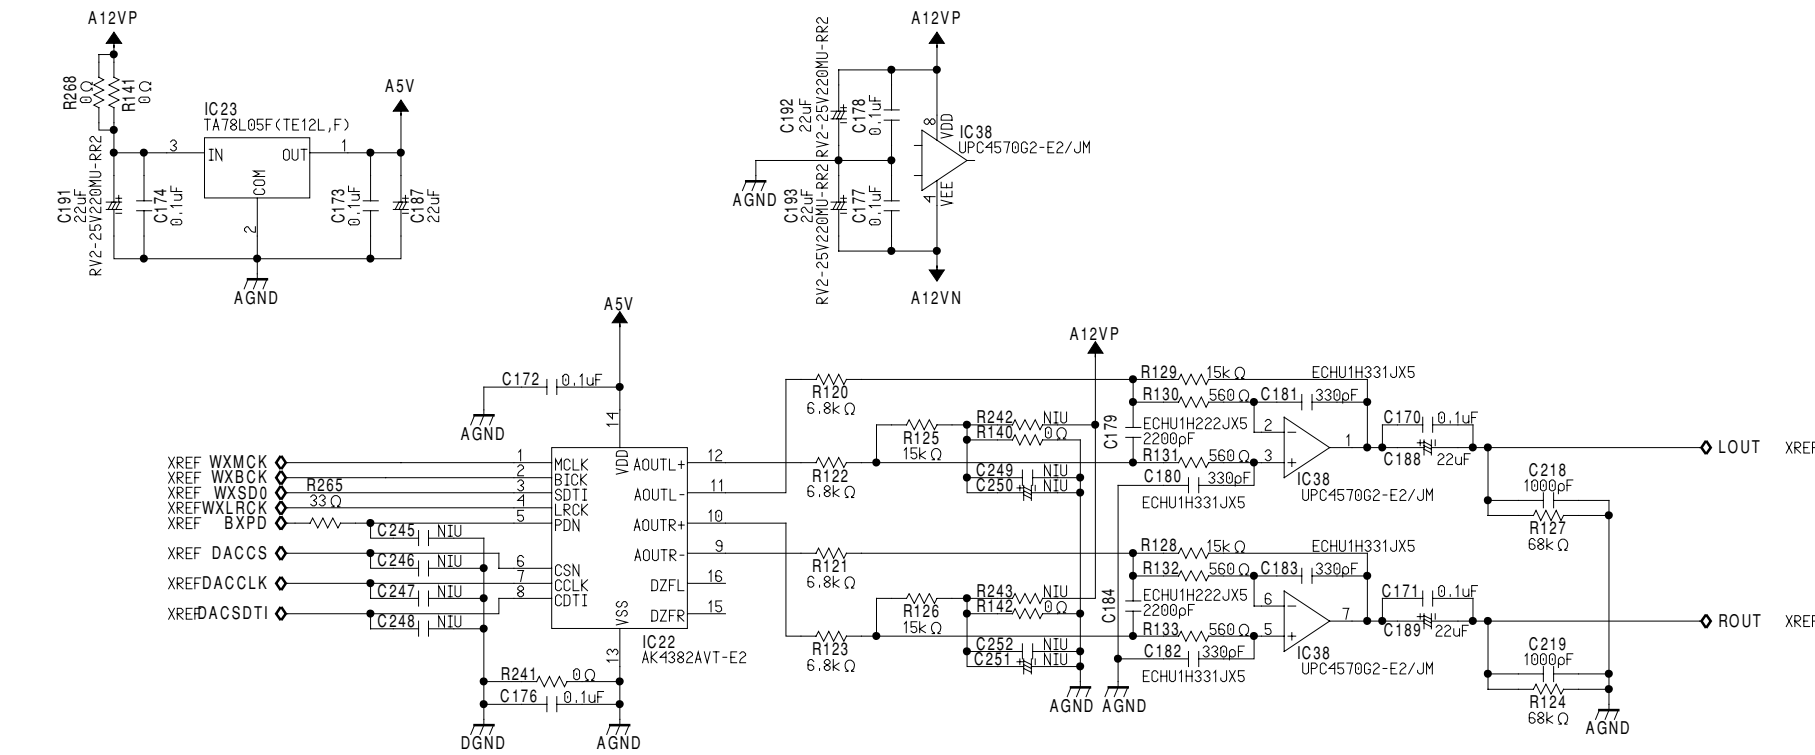 A12VP
R268
0Ω
R141
0Ω
A5V
IC23
TA78L05F(TE12L,F)
3
IN
OUT
1
COM
2
C191
22uF
RV2-25V220MU-RR2
C174
0.1uF
C173
0.1uF
C187
22uF
AGND
A12VP
C192
22uF
RV2-25V220MU-RR2
C178
0.1uF
8
VDD
IC38
UPC4570G2-E2/JM
AGND
C193
22uF
RV2-25V220MU-RR2
C177
0.1uF
4
VEE
A12VN
A5V
C172
0.1uF
AGND
14
VDD
XREF WXMCK
1
MCLK
XREF WXBCK
2
BICK
XREF WXSD0
3
SDTI
XREF WXLRCK
4
LRCK
XREF BXPD
R265
33Ω
5
PDN
C245
NIU
XREF DACCS
C246
NIU
6
CSN
XREF DACCLK
C247
NIU
7
CCLK
XREF DACSDTI
C248
NIU
8
CDTI
AOUTL+
12
AOUTL-
11
AOUTR+
10
AOUTR-
9
DZFL
16
DZFR
15
VSS
13
IC22
AK4382AVT-E2
R241
0Ω
C176
0.1uF
DGND
AGND
R120
6.8kΩ
R122
6.8kΩ
R125
15kΩ
R242
NIU
R140
0Ω
C249
NIU
C250
NIU
A12VP
R129
15kΩ
ECHU1H331JX5
R130
560Ω
C181
330pF
C179
ECHU1H222JX5
2200pF
R131
560Ω
C180
330pF
ECHU1H331JX5
2
3
1
IC38
UPC4570G2-E2/JM
C170
0.1uF
C188
22uF
LOUT
XREF
C218
1000pF
R127
68kΩ
R121
6.8kΩ
R123
6.8kΩ
R126
15kΩ
R243
NIU
R142
0Ω
C252
NIU
C251
NIU
AGND
AGND
R128
15kΩ
ECHU1H331JX5
R132
560Ω
C183
330pF
C184
ECHU1H222JX5
2200pF
R133
560Ω
C182
330pF
ECHU1H331JX5
6
5
7
IC38
UPC4570G2-E2/JM
C171
0.1uF
C189
22uF
ROUT
XREF
C219
1000pF
R124
68kΩ
AGND